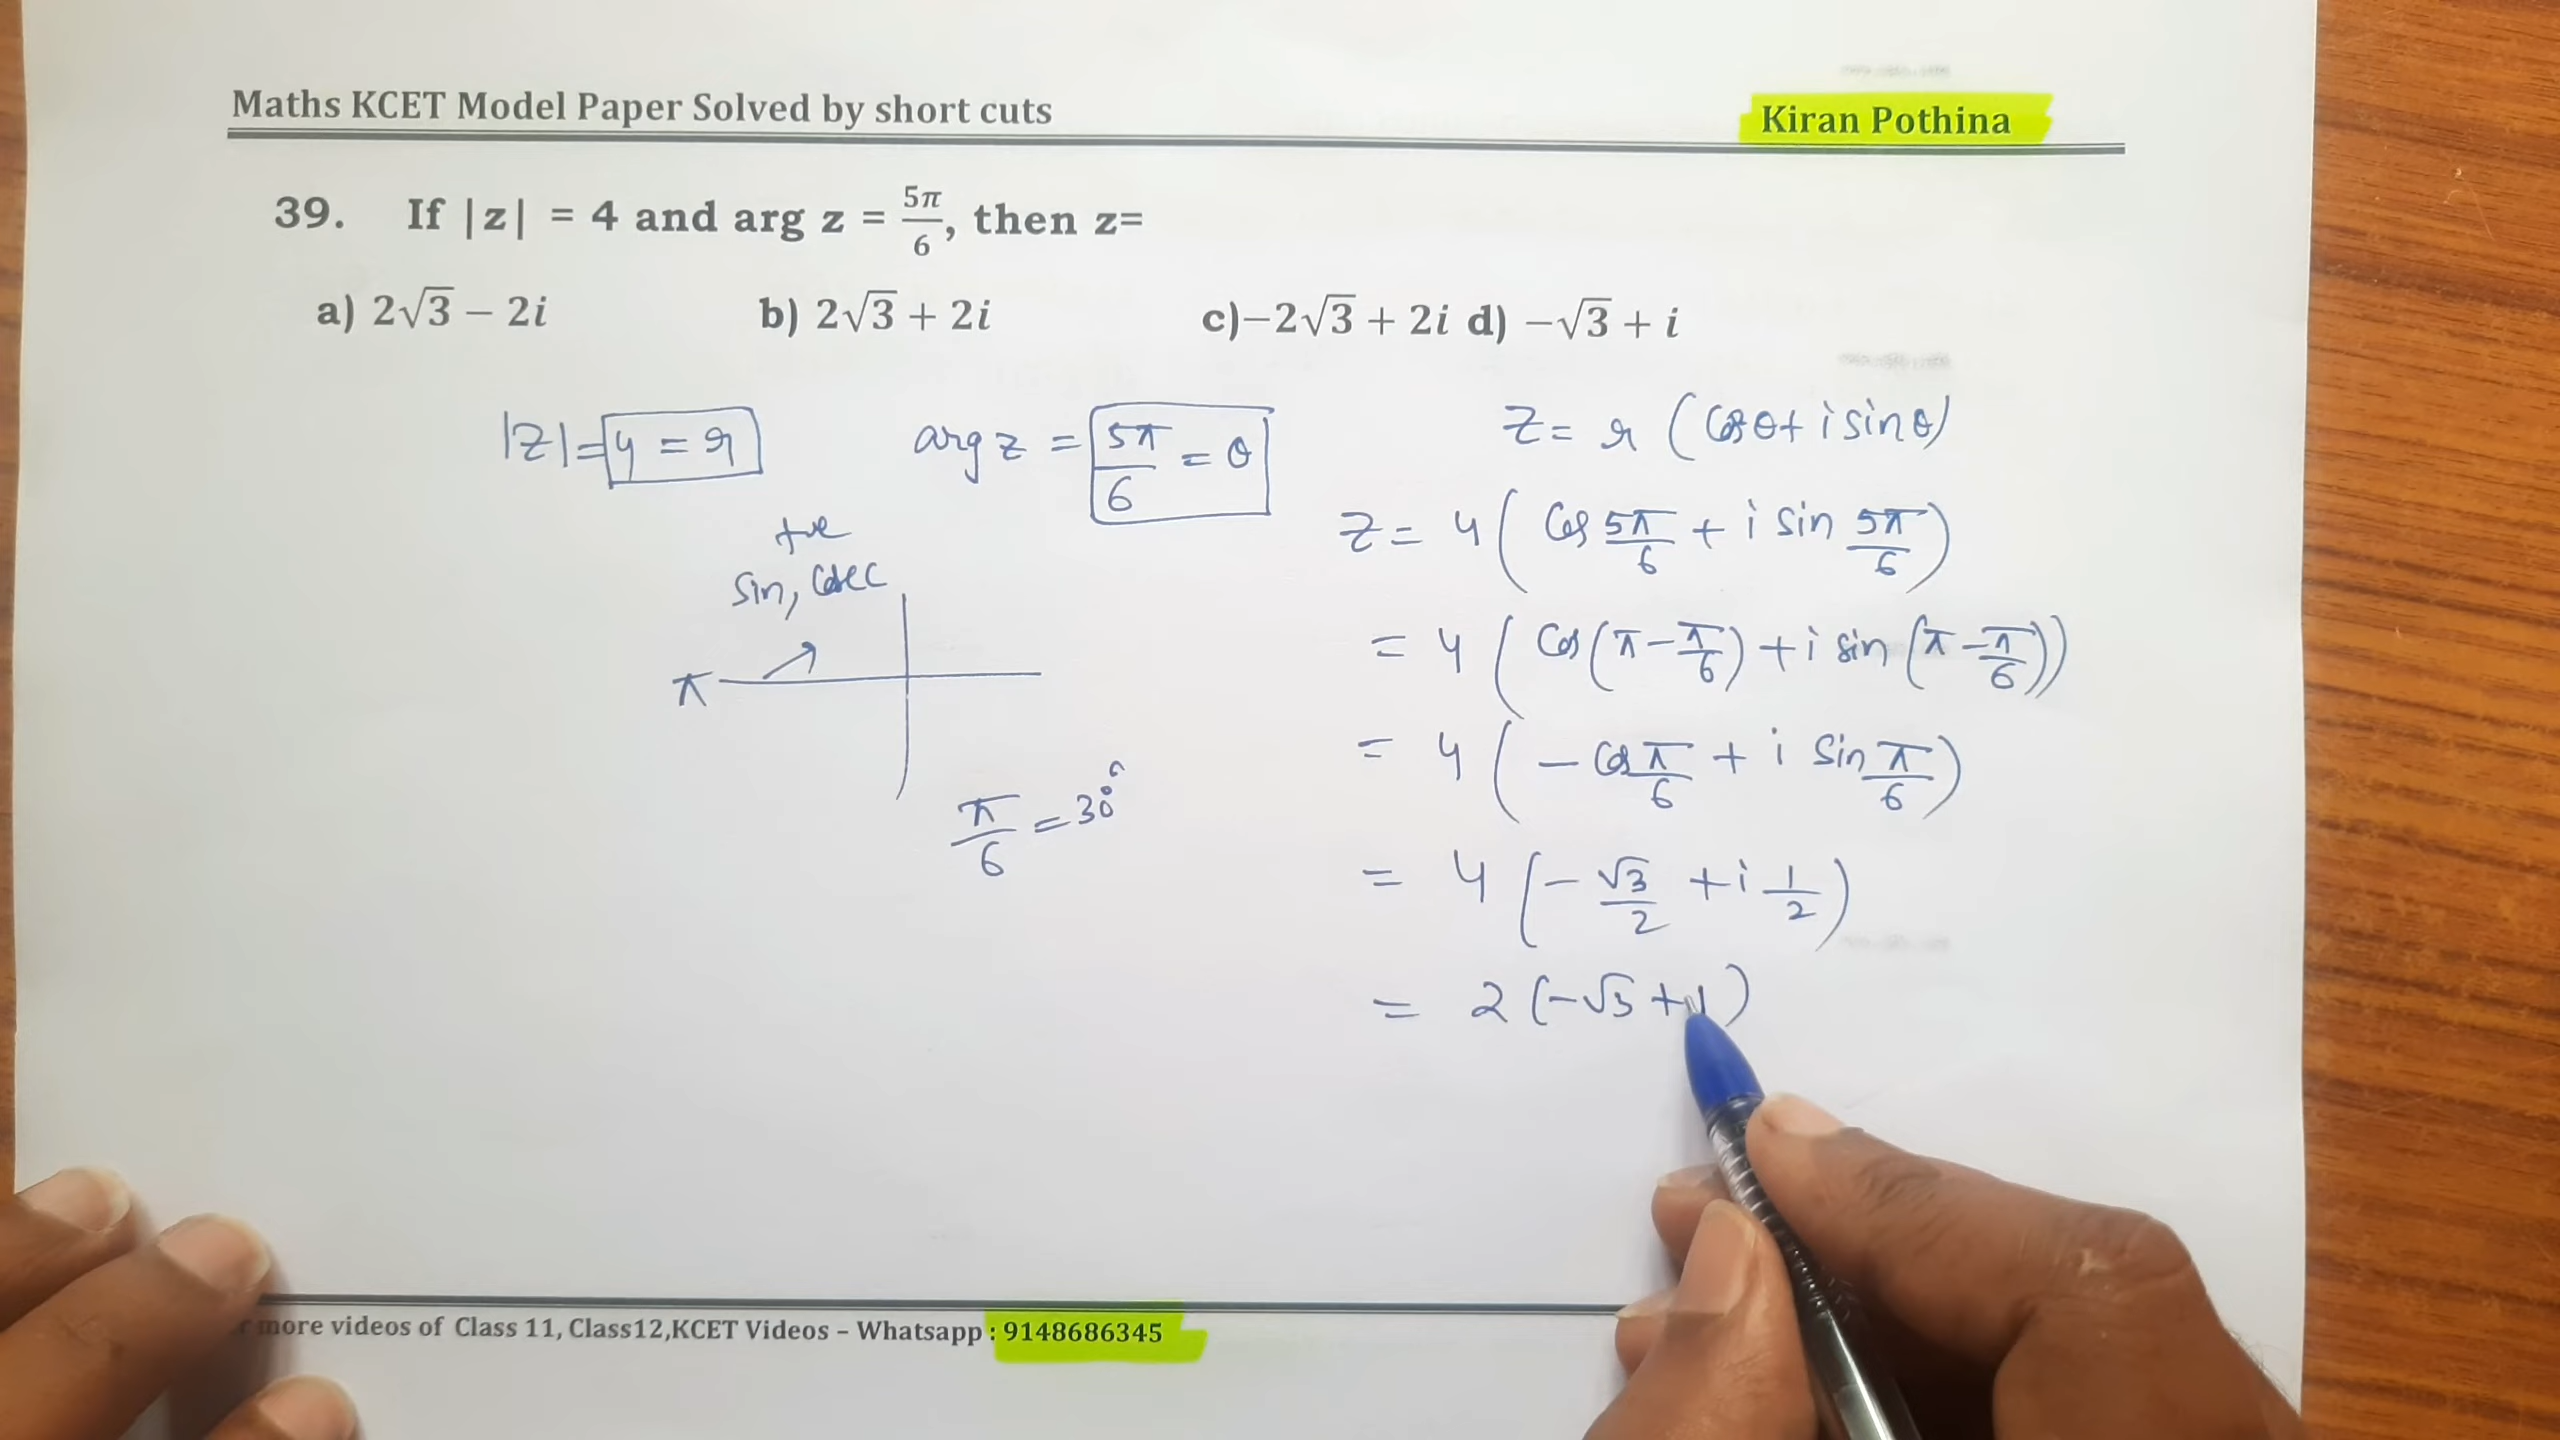 Maths KCET Model Paper Solved by short cuts
Kiran Pothina
39. If |z| = 4 and arg z = 5π/6, then z=
a) 2√3 − 2i b) 2√3 + 2i c)−2√3 + 2i d) −√3 + i
|z| = 4 = r
arg z = 5π/6 = θ
z = r (cosθ + i sinθ)
+ve
sin, cosec
π
π/6 = 30°
z = 4 (cos 5π/6 + i sin 5π/6)
= 4 (cos(π − π/6) + i sin(π − π/6))
= 4 (− cos π/6 + i sin π/6)
= 4 (− √3/2 + i 1/2)
= 2 (−√3 + )
more videos of Class 11, Class12,KCET Videos – Whatsapp : 9148686345